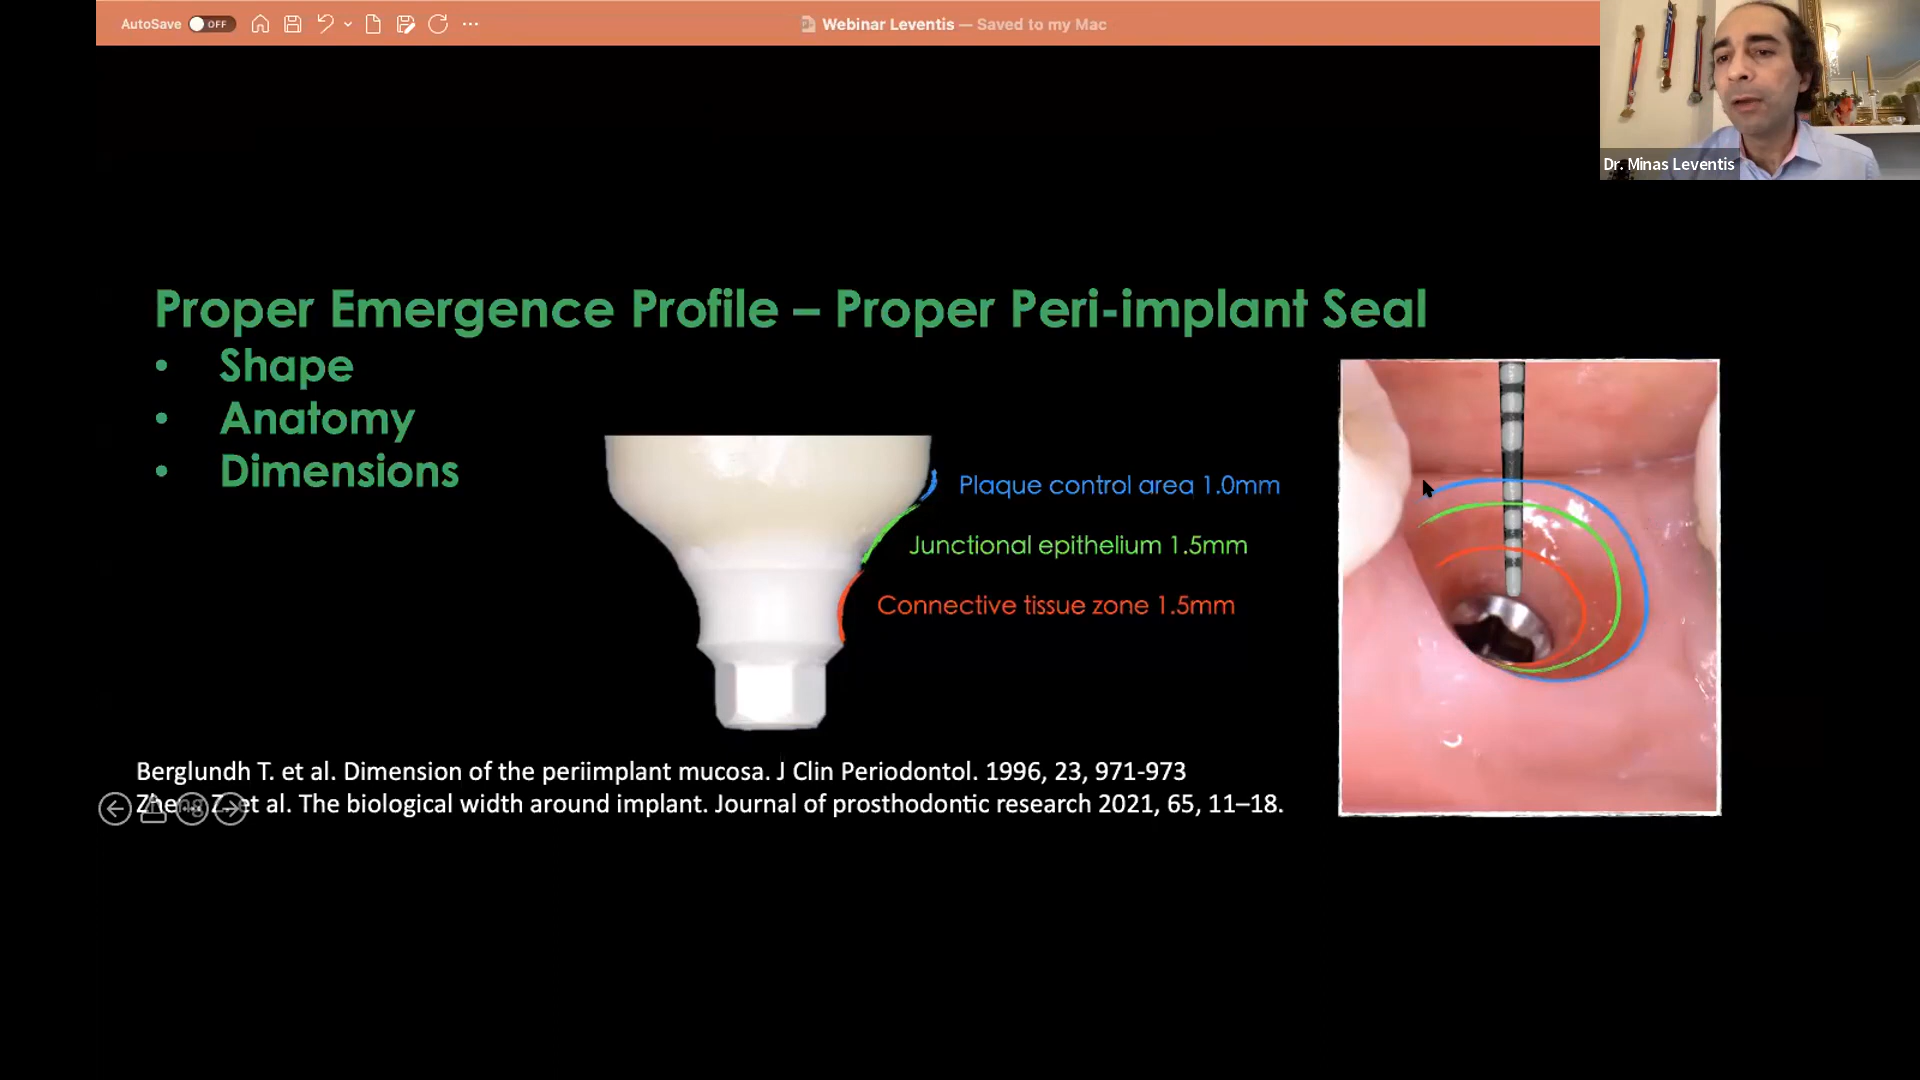 AutoSave OFF
Webinar Leventis — Saved to my Mac
Dr. Minas Leventis
Proper Emergence Profile – Proper Peri-implant Seal
• Shape
• Anatomy
• Dimensions
Plaque control area 1.0mm
Junctional epithelium 1.5mm
Connective tissue zone 1.5mm
Berglundh T. et al. Dimension of the periimplant mucosa. J Clin Periodontol. 1996, 23, 971-973
Z. et al. The biological width around implant. Journal of prosthodontic research 2021, 65, 11–18.